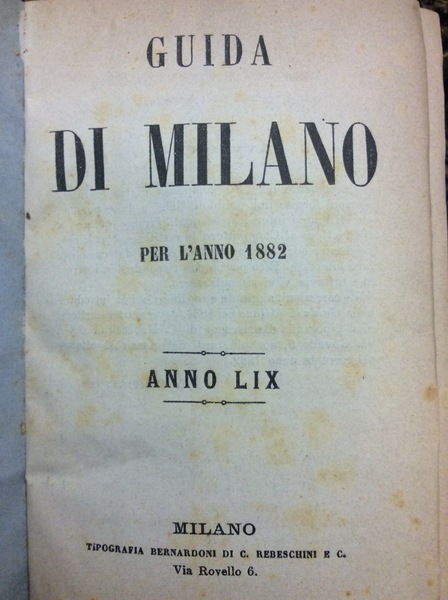 GUIDA
DI MILANO
PER L'ANNO 1882
ANNO LIX
MILANO
TIPOGRAFIA BERNARDONI DI C. REBESCHINI E C.
Via Rovello 6.